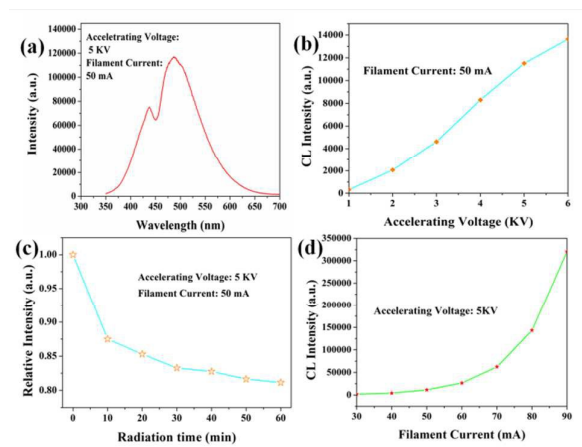 (a)
Acceletrating Voltage:
5 KV
Filament Current:
50 mA
Intensity (a.u.)
140000
120000
100000
80000
60000
40000
20000
0
300 350 400 450 500 550 600 650 700
Wavelength (nm)
(b)
Filament Current: 50 mA
CL Intensity (a.u.)
14000
12000
10000
8000
6000
4000
2000
0
1 2 3 4 5 6
Accelerating Voltage (KV)
(c)
Accelerating Voltage: 5 KV
Filament Current: 50 mA
Relative Intensity (a.u.)
1.00
0.95
0.90
0.85
0.80
0 10 20 30 40 50 60
Radiation time (min)
(d)
Accelerating Voltage: 5KV
CL Intensity (a.u.)
350000
300000
250000
200000
150000
100000
50000
0
30 40 50 60 70 80 90
Filament Current (mA)